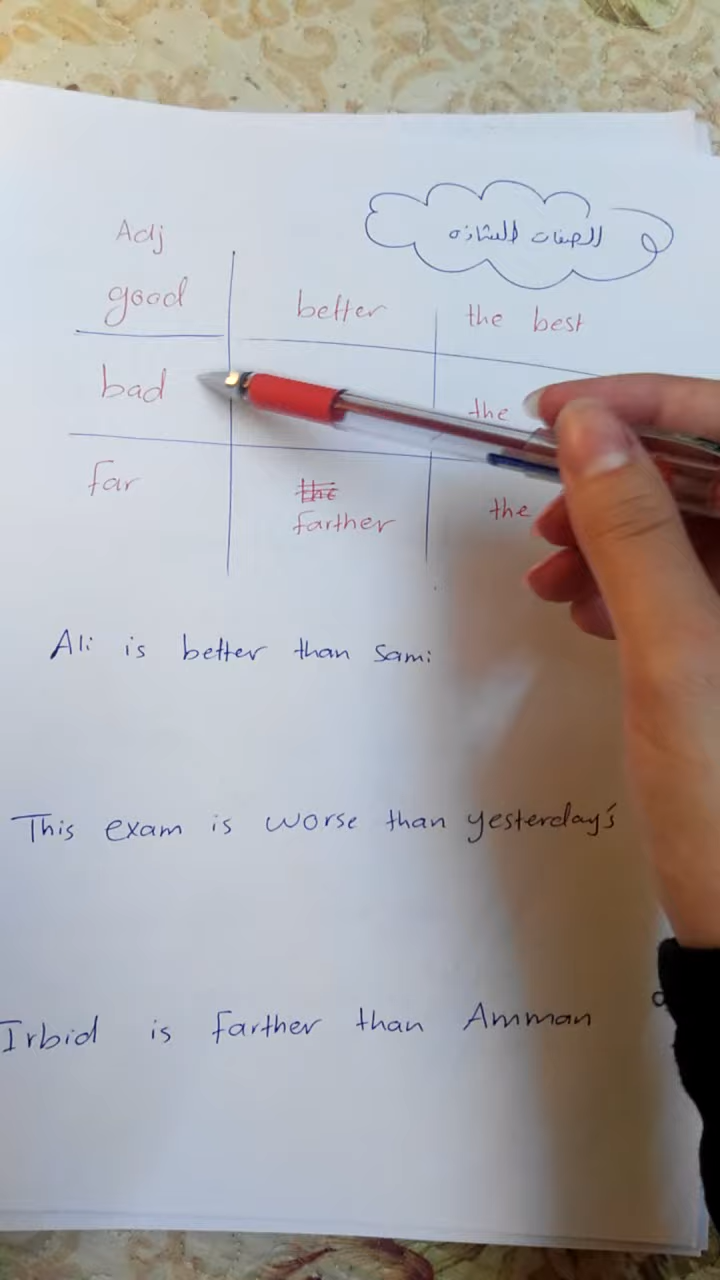 الصفات الشاذه
Adj
good better the best
bad the
far the farther the
Ali is better than Sami
This exam is worse than yesterday's
Irbid is farther than Amman